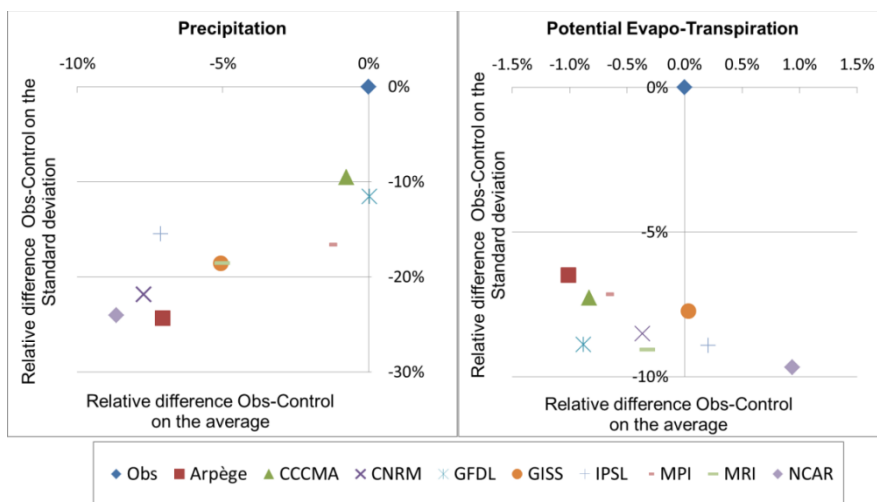 Precipitation
-10%
-5%
0%
0%
-10%
-20%
-30%
Relative difference Obs-Control on the
Standard deviation
Relative difference Obs-Control
on the average
Potential Evapo-Transpiration
-1.5% -1.0% -0.5% 0.0% 0.5% 1.0% 1.5%
0%
-5%
-10%
Relative difference Obs-Control on the
Standard deviation
Relative difference Obs-Control
on the average
Obs Arpège CCCMA CNRM GFDL GISS IPSL MPI MRI NCAR